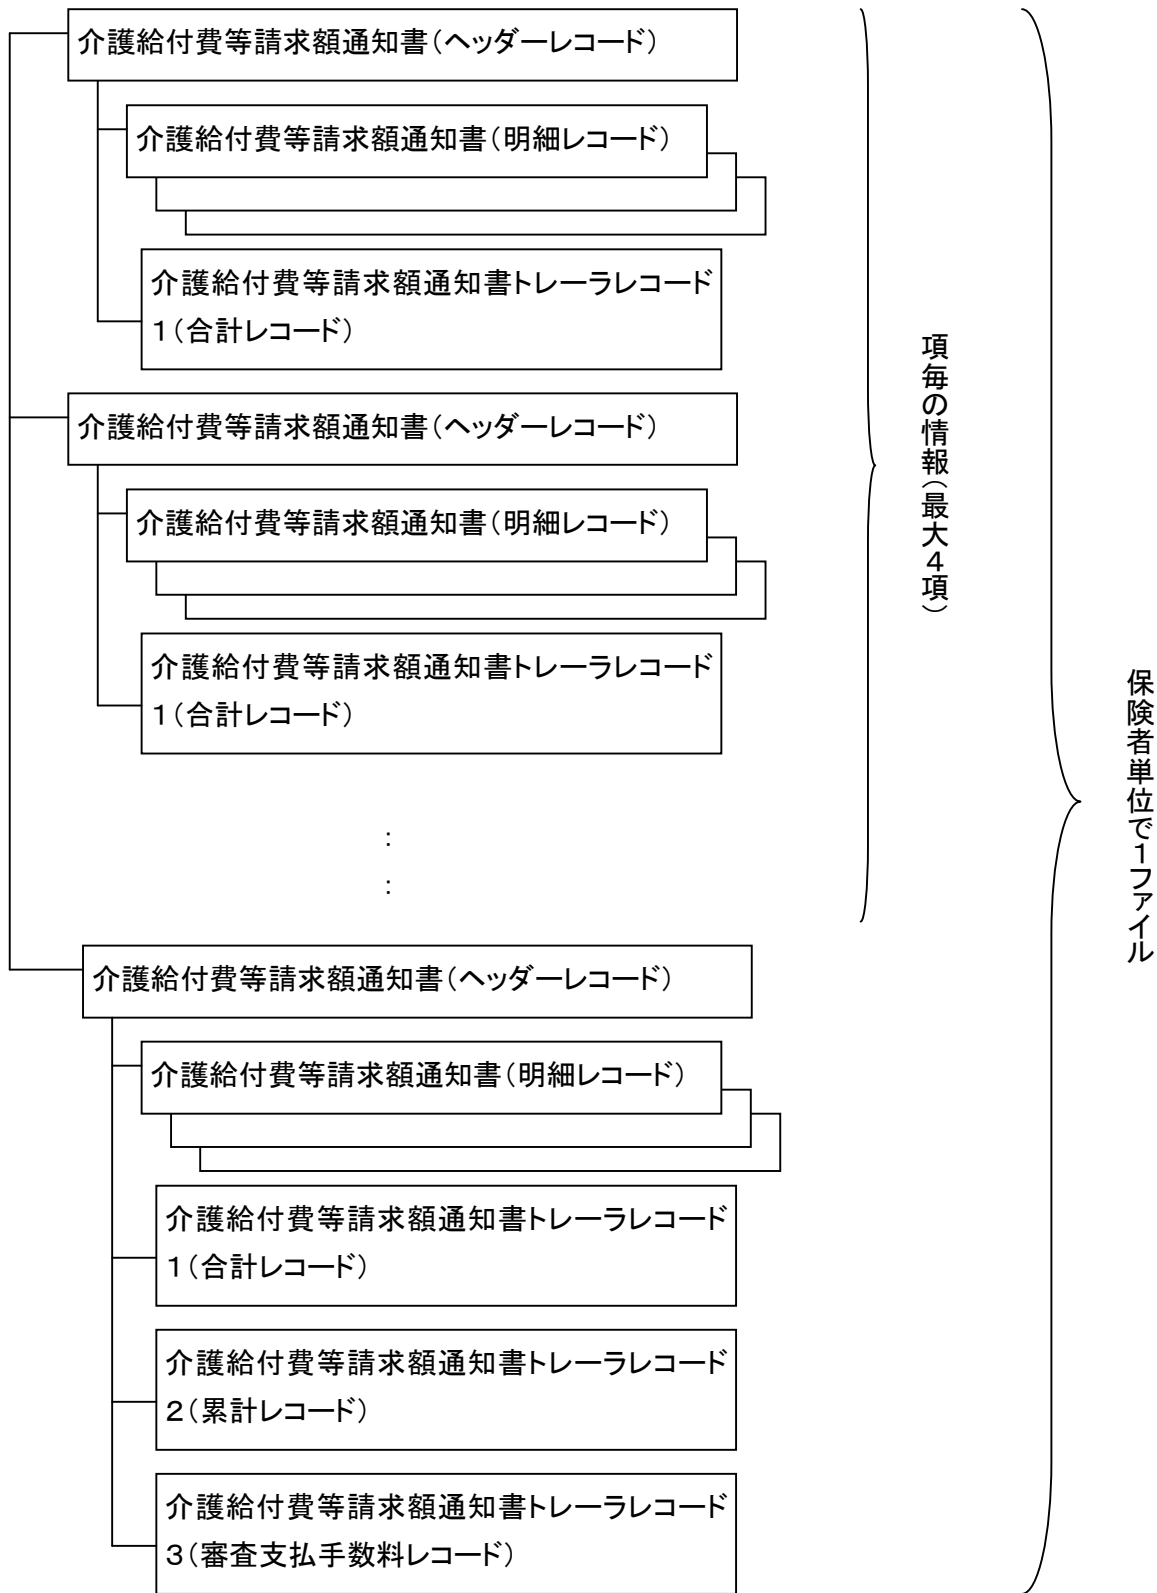 介護給付費等請求額通知書（ヘッダーレコード）
介護給付費等請求額通知書（明細レコード）
介護給付費等請求額通知書トレーラレコード
１（合計レコード）
介護給付費等請求額通知書（ヘッダーレコード）
介護給付費等請求額通知書（明細レコード）
介護給付費等請求額通知書トレーラレコード
１（合計レコード）
：
：
介護給付費等請求額通知書（ヘッダーレコード）
介護給付費等請求額通知書（明細レコード）
介護給付費等請求額通知書トレーラレコード
１（合計レコード）
介護給付費等請求額通知書トレーラレコード
２（累計レコード）
介護給付費等請求額通知書トレーラレコード
３（審査支払手数料レコード）
項毎の情報（最大４項）
保険者単位で１ファイル